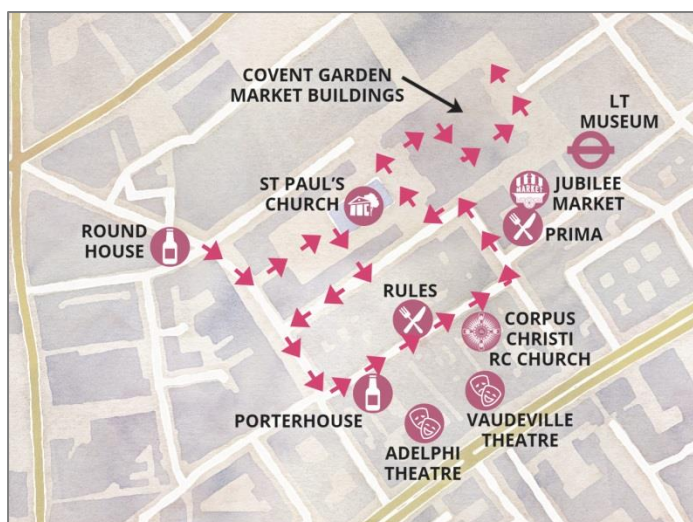 COVENT GARDEN
MARKET BUILDINGS
LT
MUSEUM
ST PAUL'S
CHURCH
MARKET
JUBILEE
MARKET
ROUND
HOUSE
PRIMA
RULES
CORPUS
CHRISTI
RC CHURCH
PORTERHOUSE
VAUDEVILLE
THEATRE
ADELPHI
THEATRE